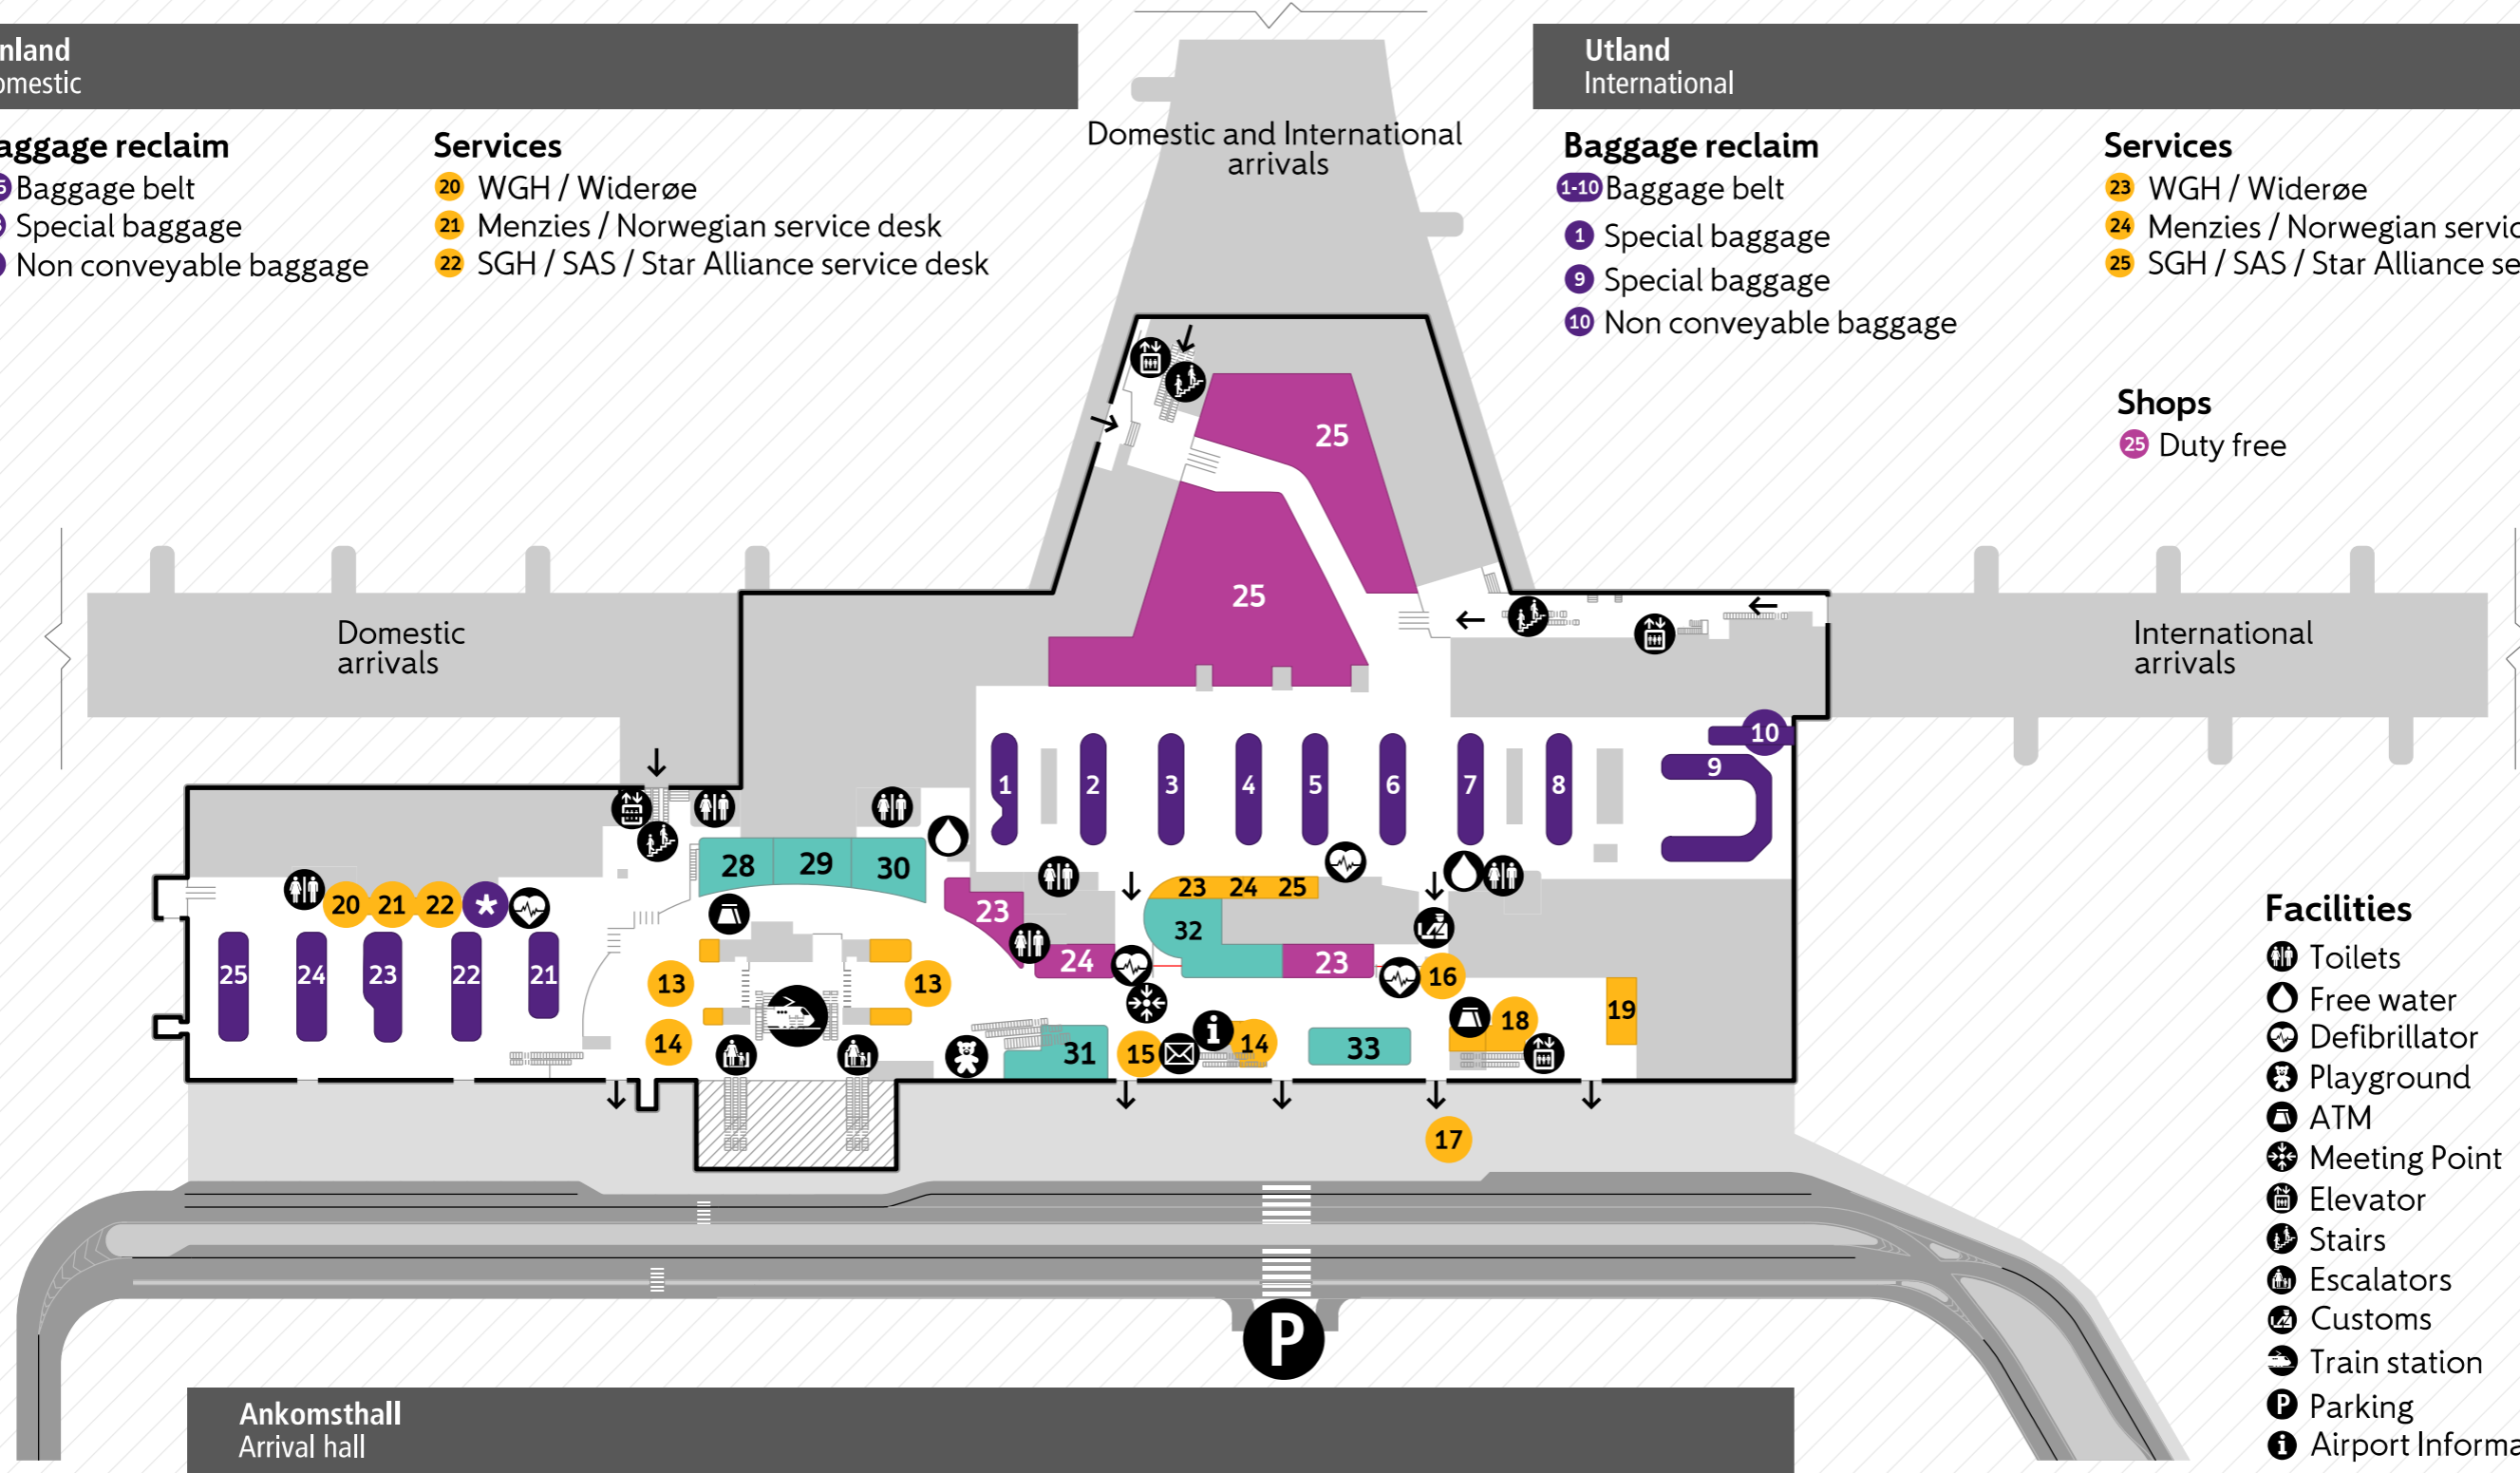 nland
omestic
Utland
International
aggage reclaim
5 Baggage belt
Special baggage
Non conveyable baggage
Services
20 WGH / Widerøe
21 Menzies / Norwegian service desk
22 SGH / SAS / Star Alliance service desk
Domestic and International
arrivals
Baggage reclaim
1-10 Baggage belt
1 Special baggage
9 Special baggage
10 Non conveyable baggage
Services
23 WGH / Widerøe
24 Menzies / Norwegian servic
25 SGH / SAS / Star Alliance se
Shops
25 Duty free
25
25
Domestic
arrivals
International
arrivals
10
9
1 2 3 4 5 6 7 8
28 29 30
20 21 22 *
23 24 25
23
32
24
23
25 24 23 22 21
13
13
16
14
31
15
i
14
33
18
19
17
P
Facilities
Toilets
Free water
Defibrillator
Playground
ATM
Meeting Point
Elevator
Stairs
Escalators
Customs
Train station
P Parking
i Airport Informa
Ankomsthall
Arrival hall